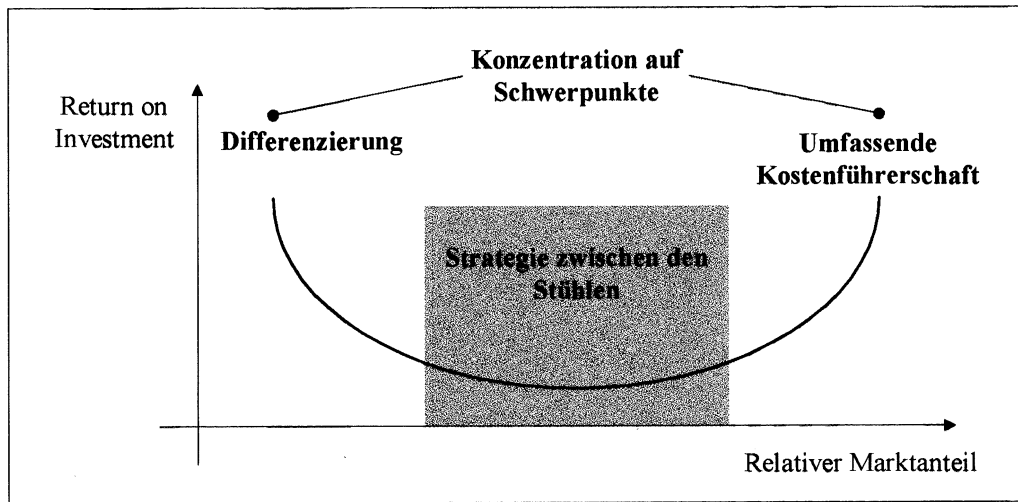 Konzentration auf
Schwerpunkte
Return on
Investment
Differenzierung
Umfassende
Kostenführerschaft
Strategie zwischen den
Stühlen
Relativer Marktanteil